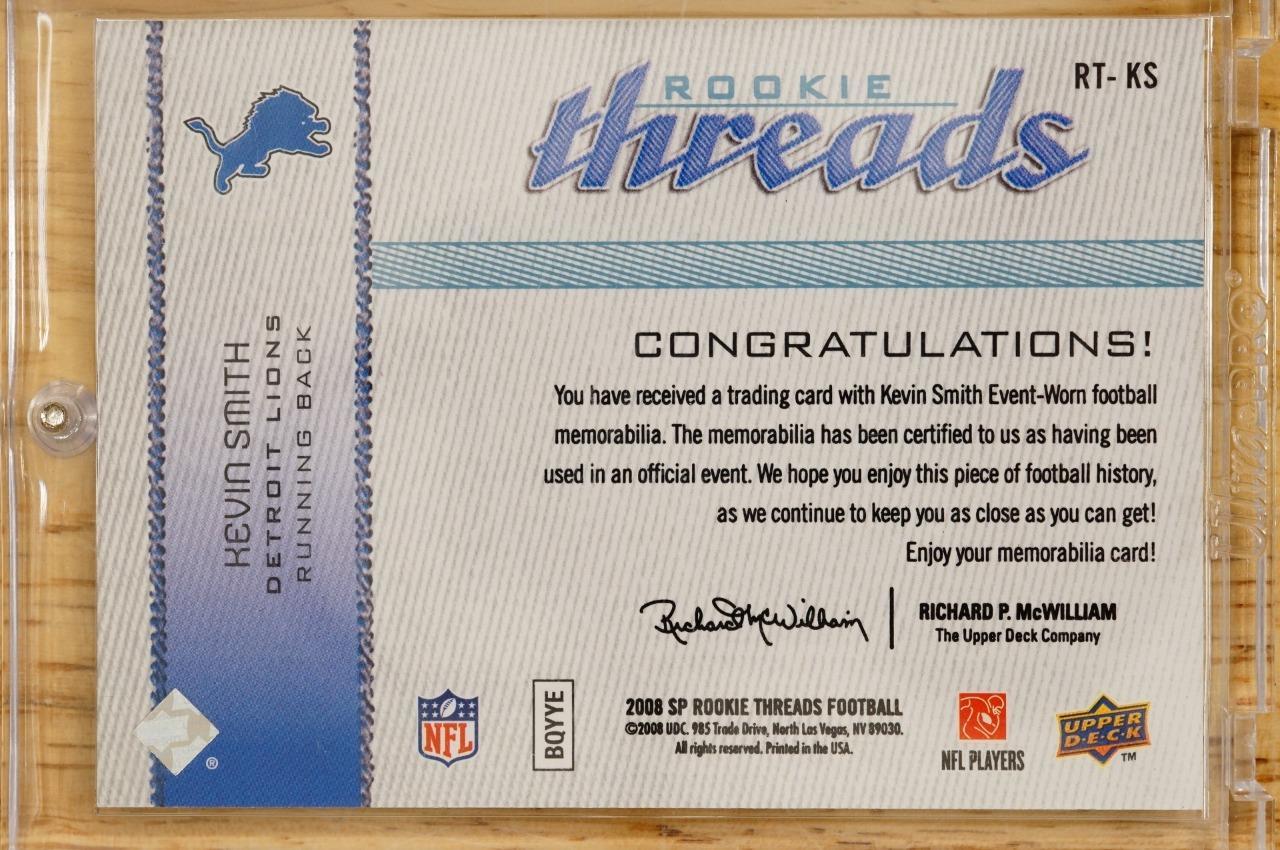 ROOKIE
threads
RT- KS
KEVIN SMITH
DETROIT LIONS
RUNNING BACK
CONGRATULATIONS!
You have received a trading card with Kevin Smith Event-Worn football
memorabilia. The memorabilia has been certified to us as having been
used in an official event. We hope you enjoy this piece of football history,
as we continue to keep you as close as you can get!
Enjoy your memorabilia card!
Richard McWilliam
RICHARD P. McWILLIAM
The Upper Deck Company
®
NFL
BQYYE
2008 SP ROOKIE THREADS FOOTBALL
©2008 UDC. 985 Trade Drive, North Las Vegas, NV 89030.
All rights reserved. Printed in the USA.
NFL PLAYERS
UPPER
D·E·C·K
TM